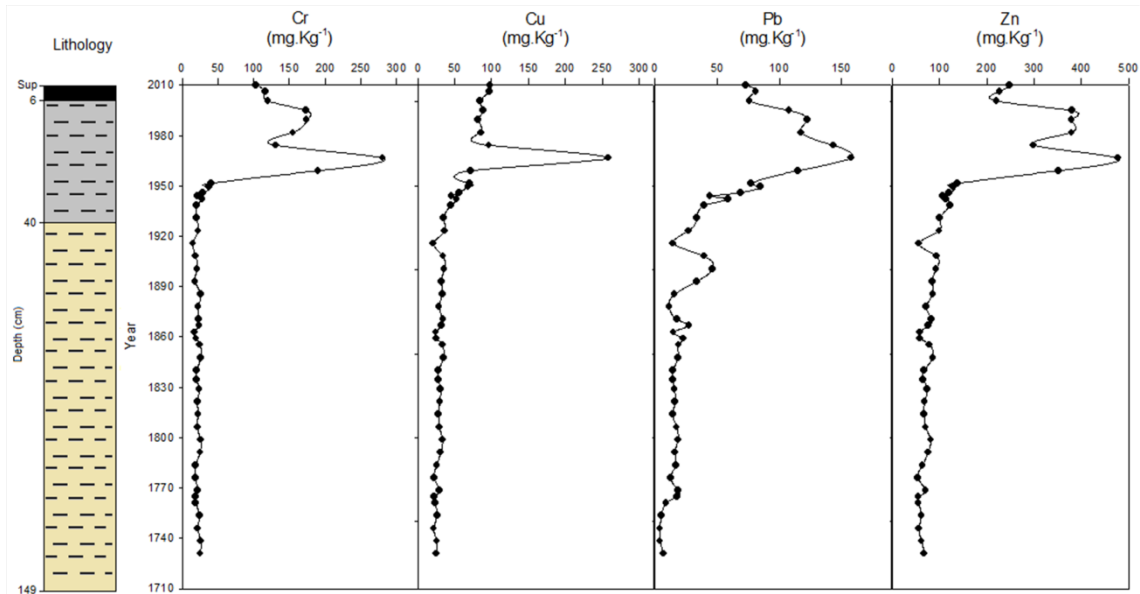 Lithology
Cr
(mg.Kg⁻¹)
Cu
(mg.Kg⁻¹)
Pb
(mg.Kg⁻¹)
Zn
(mg.Kg⁻¹)
0 50 100 150 200 250 300
0 50 100 150 200 250 300
0 50 100 150
0 100 200 300 400 500
Sup
6
40
149
Depth (cm)
Year
2010
1980
1950
1920
1890
1860
1830
1800
1770
1740
1710